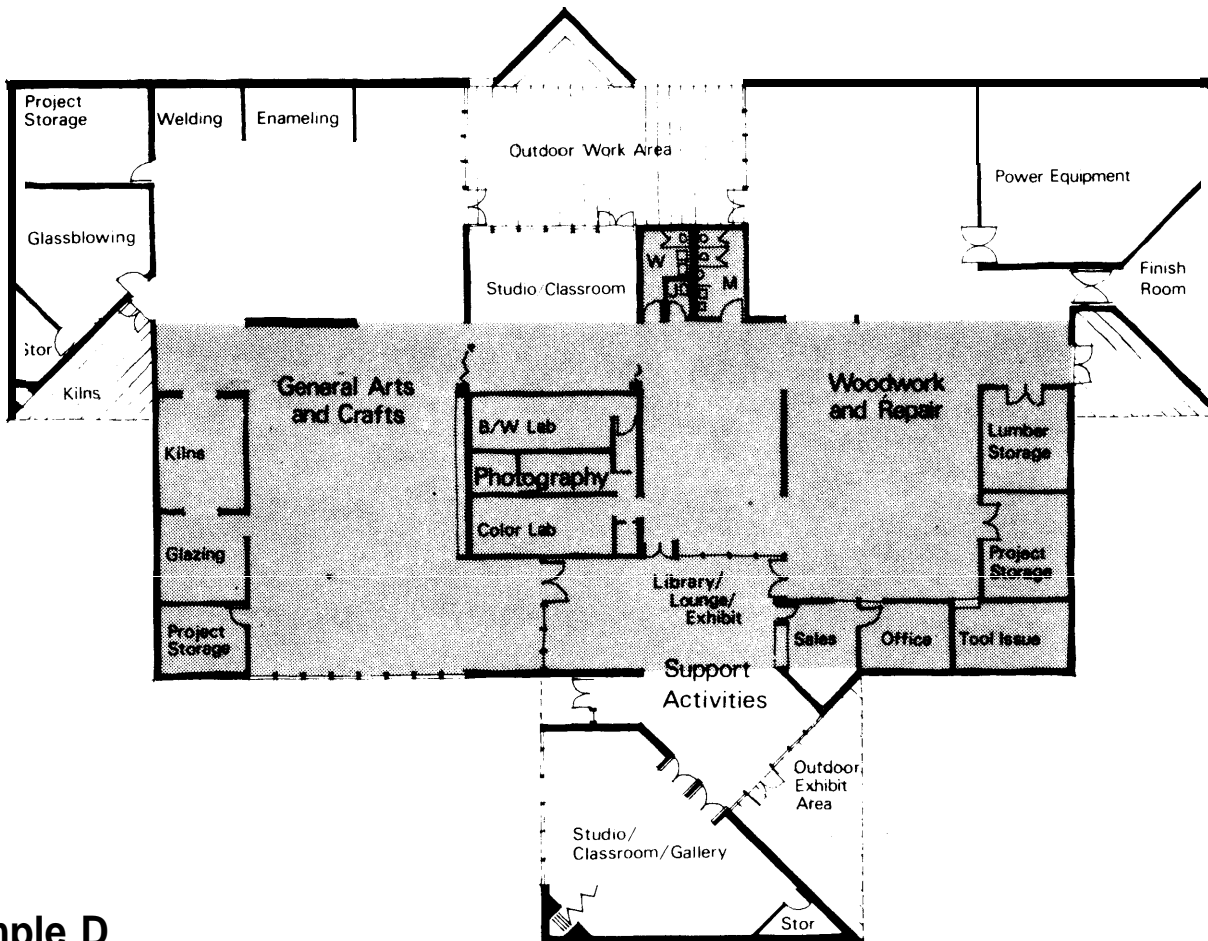 Project
Storage
Welding
Enameling
Outdoor Work Area
Power Equipment
Glassblowing
Studio/Classroom
W
M
Finish
Room
Stor
Kilns
General Arts
and Crafts
Woodwork
and Repair
Kilns
B/W Lab
Photography
Color Lab
Lumber
Storage
Glazing
Project
Storage
Library/
Lounge/
Exhibit
Project
Storage
Sales
Office
Tool Issue
Support
Activities
Outdoor
Exhibit
Area
Studio/
Classroom/Gallery
Stor
D